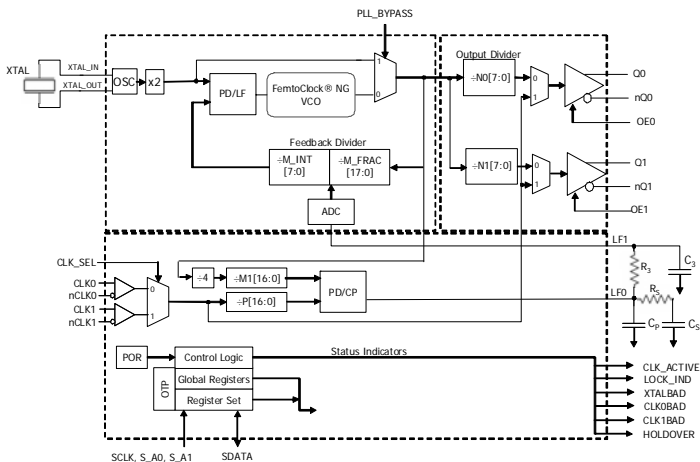 PLL_BYPASS
XTAL
XTAL_IN
XTAL_OUT
OSC
x2
PD/LF
FemtoClock® NG
VCO
1
0
Output Divider
÷N0[7:0]
0
1
Q0
nQ0
OE0
Feedback Divider
÷M_INT
[7:0]
÷M_FRAC
[17:0]
÷N1[7:0]
0
1
Q1
nQ1
OE1
ADC
LF1
CLK_SEL
CLK0
nCLK0
CLK1
nCLK1
0
1
÷4
÷M1[16:0]
÷P[16:0]
PD/CP
LF0
R3
C3
RS
CP
CS
POR
Control Logic
Status Indicators
OTP
Global Registers
Register Set
CLK_ACTIVE
LOCK_IND
XTALBAD
CLK0BAD
CLK1BAD
HOLDOVER
SCLK, S_A0, S_A1
SDATA